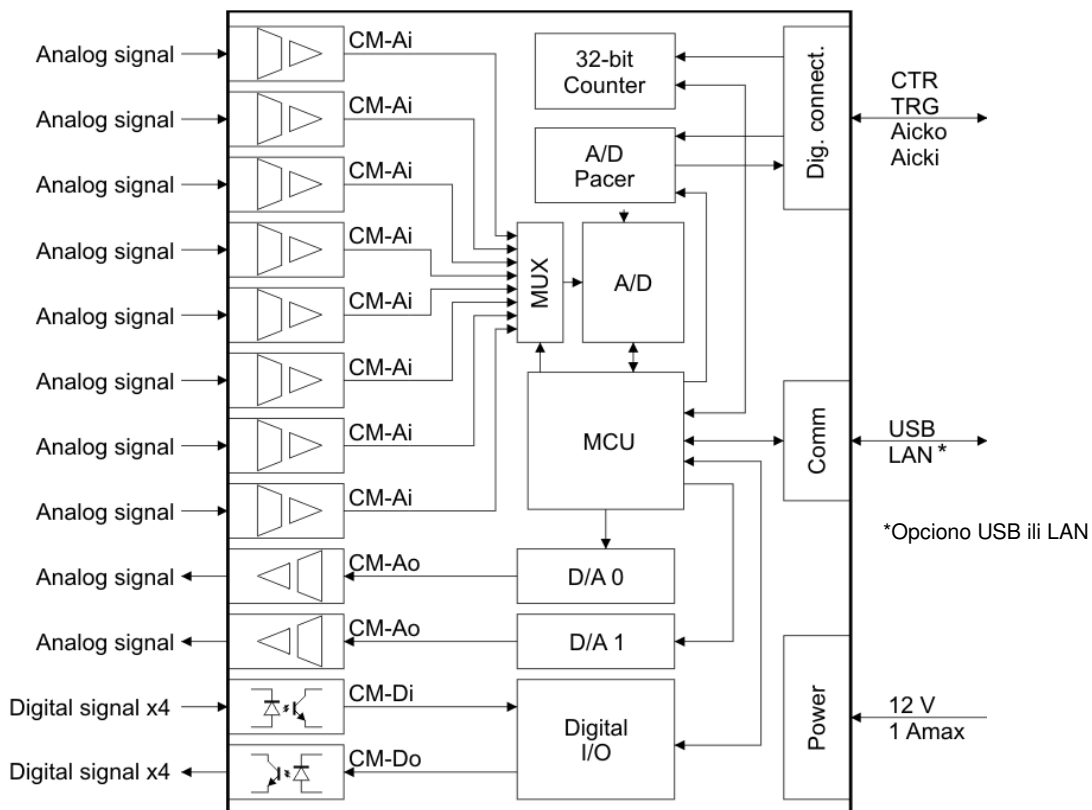 Analog signal
CM-Ai
Analog signal
CM-Ai
Analog signal
CM-Ai
Analog signal
CM-Ai
Analog signal
CM-Ai
Analog signal
CM-Ai
Analog signal
CM-Ai
Analog signal
CM-Ai
Analog signal
CM-Ao
Analog signal
CM-Ao
Digital signal x4
CM-Di
Digital signal x4
CM-Do
MUX
32-bit
Counter
A/D
Pacer
A/D
MCU
D/A 0
D/A 1
Digital
I/O
Dig. connect.
CTR
TRG
Aicko
Aicki
Comm
USB
LAN *
*Opciono USB ili LAN
Power
12 V
1 Amax